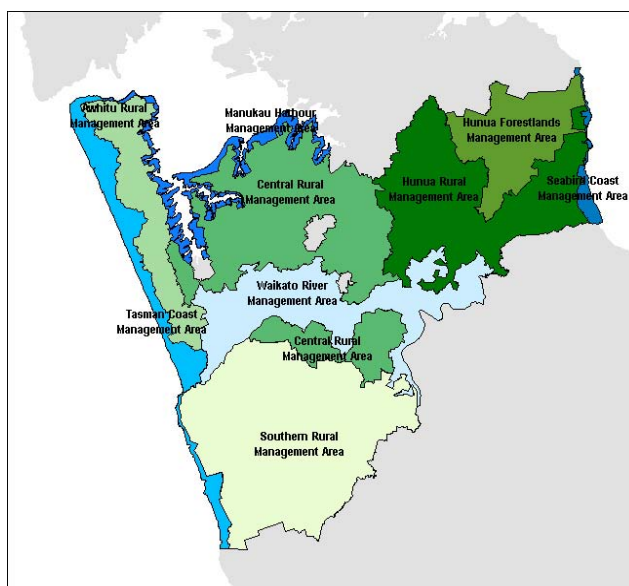 Awhitu Rural
Management Area
Manukau Harbour
Management Area
Hunua Forestlands
Management Area
Central Rural
Management Area
Hunua Rural
Management Area
Seabird Coast
Management Area
Waikato River
Management Area
Tasman Coast
Management Area
Central Rural
Management Area
Southern Rural
Management Area